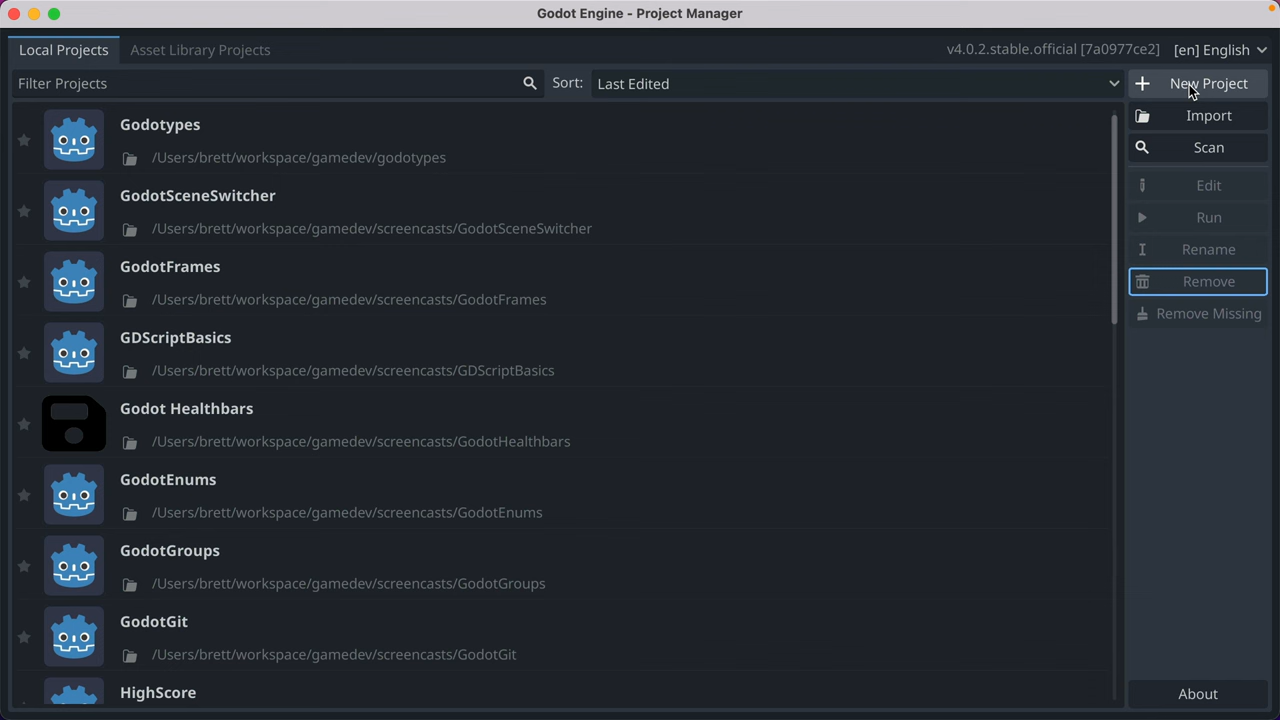 Godot Engine - Project Manager
Local Projects
Asset Library Projects
v4.0.2.stable.official [7a0977ce2]
[en] English
Filter Projects
Sort:
Last Edited
New Project
Import
Scan
Edit
Run
Rename
Remove
Remove Missing
Godotypes
/Users/brett/workspace/gamedev/godotypes
GodotSceneSwitcher
/Users/brett/workspace/gamedev/screencasts/GodotSceneSwitcher
GodotFrames
/Users/brett/workspace/gamedev/screencasts/GodotFrames
GDScriptBasics
/Users/brett/workspace/gamedev/screencasts/GDScriptBasics
Godot Healthbars
/Users/brett/workspace/gamedev/screencasts/GodotHealthbars
GodotEnums
/Users/brett/workspace/gamedev/screencasts/GodotEnums
GodotGroups
/Users/brett/workspace/gamedev/screencasts/GodotGroups
GodotGit
/Users/brett/workspace/gamedev/screencasts/GodotGit
HighScore
About